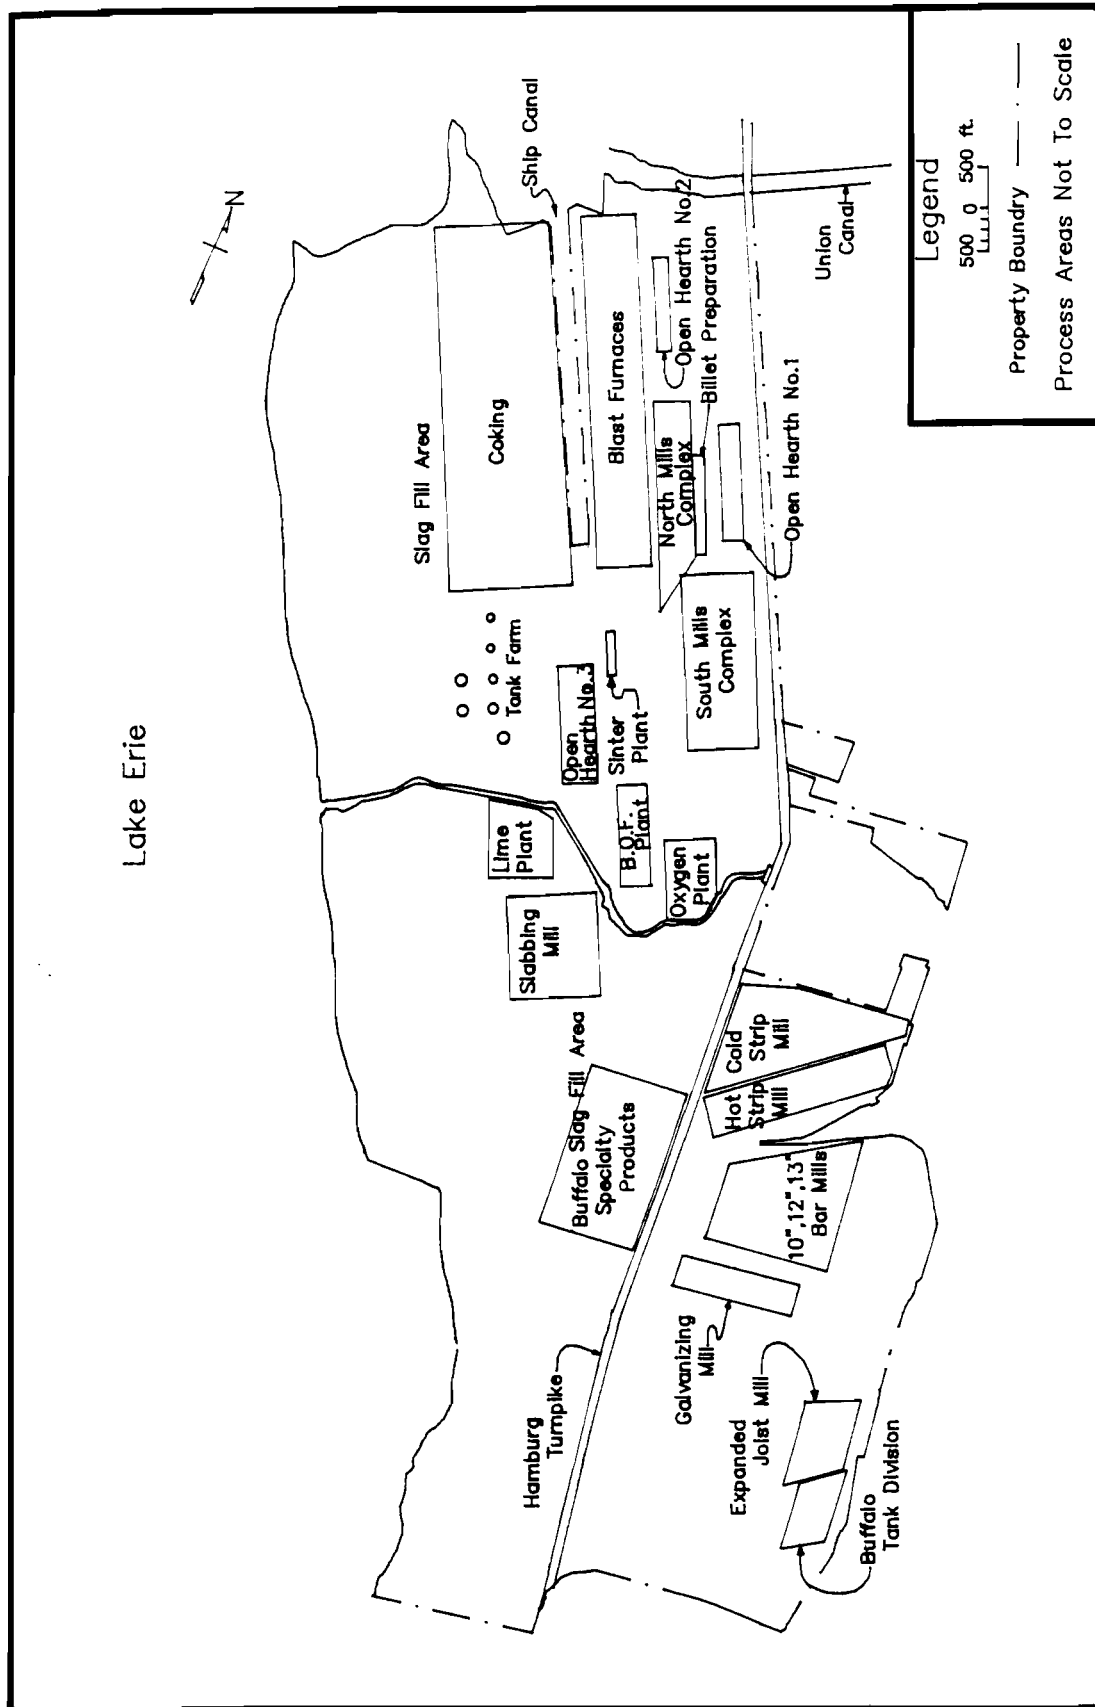 Lake Erie
N
Slag Fill Area
Coking
Ship Canal
Blast Furnaces
Open Hearth No.2
Billet Preparation
North Mills
Complex
Open Hearth No.1
Union
Canal
Tank Farm
Open
Hearth No.3
Sinter
Plant
South Mills
Complex
Lime
Plant
B.O.F.
Plant
Oxygen
Plant
Slabbing
Mill
Buffalo Slag Fill Area
Specialty
Products
Cold
Strip
Mill
Hot
Strip
Mill
10",12",13"
Bar Mills
Galvanizing
Mill
Hamburg
Turnpike
Expanded
Joist Mill
Buffalo
Tank Division
Legend
500 0 500 ft.
Property Boundry
Process Areas Not To Scale